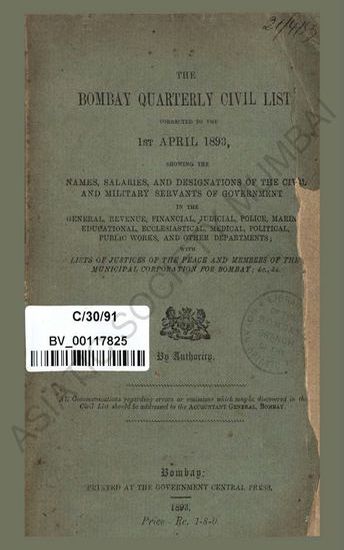 THE
BOMBAY QUARTERLY CIVIL LIST
CORRECTED TO THE
1ST APRIL 1893,
SHOWING THE
NAMES, SALARIES, AND DESIGNATIONS OF THE CIVIL
AND MILITARY SERVANTS OF GOVERNMENT
IN THE
GENERAL, REVENUE, FINANCIAL, JUDICIAL, POLICE, MARIN
EDUCATIONAL, ECCLESIASTICAL, MEDICAL, POLITICAL,
PUBLIC WORKS, AND OTHER DEPARTMENTS;
WITH
LISTS OF JUSTICES OF THE PEACE AND MEMBERS OF THE
MUNICIPAL CORPORATION FOR BOMBAY; &c., &c.
C/30/91
BV_00117825
By Authority.
All Communications regarding errors or omissions which may be discovered in the
Civil List should be addressed to the ACCOUNTANT GENERAL, BOMBAY.
Bombay:
PRINTED AT THE GOVERNMENT CENTRAL PRESS.
1893.
Price - Re. 1-8-0.
ASIATIC SOCIETY MUMBAI